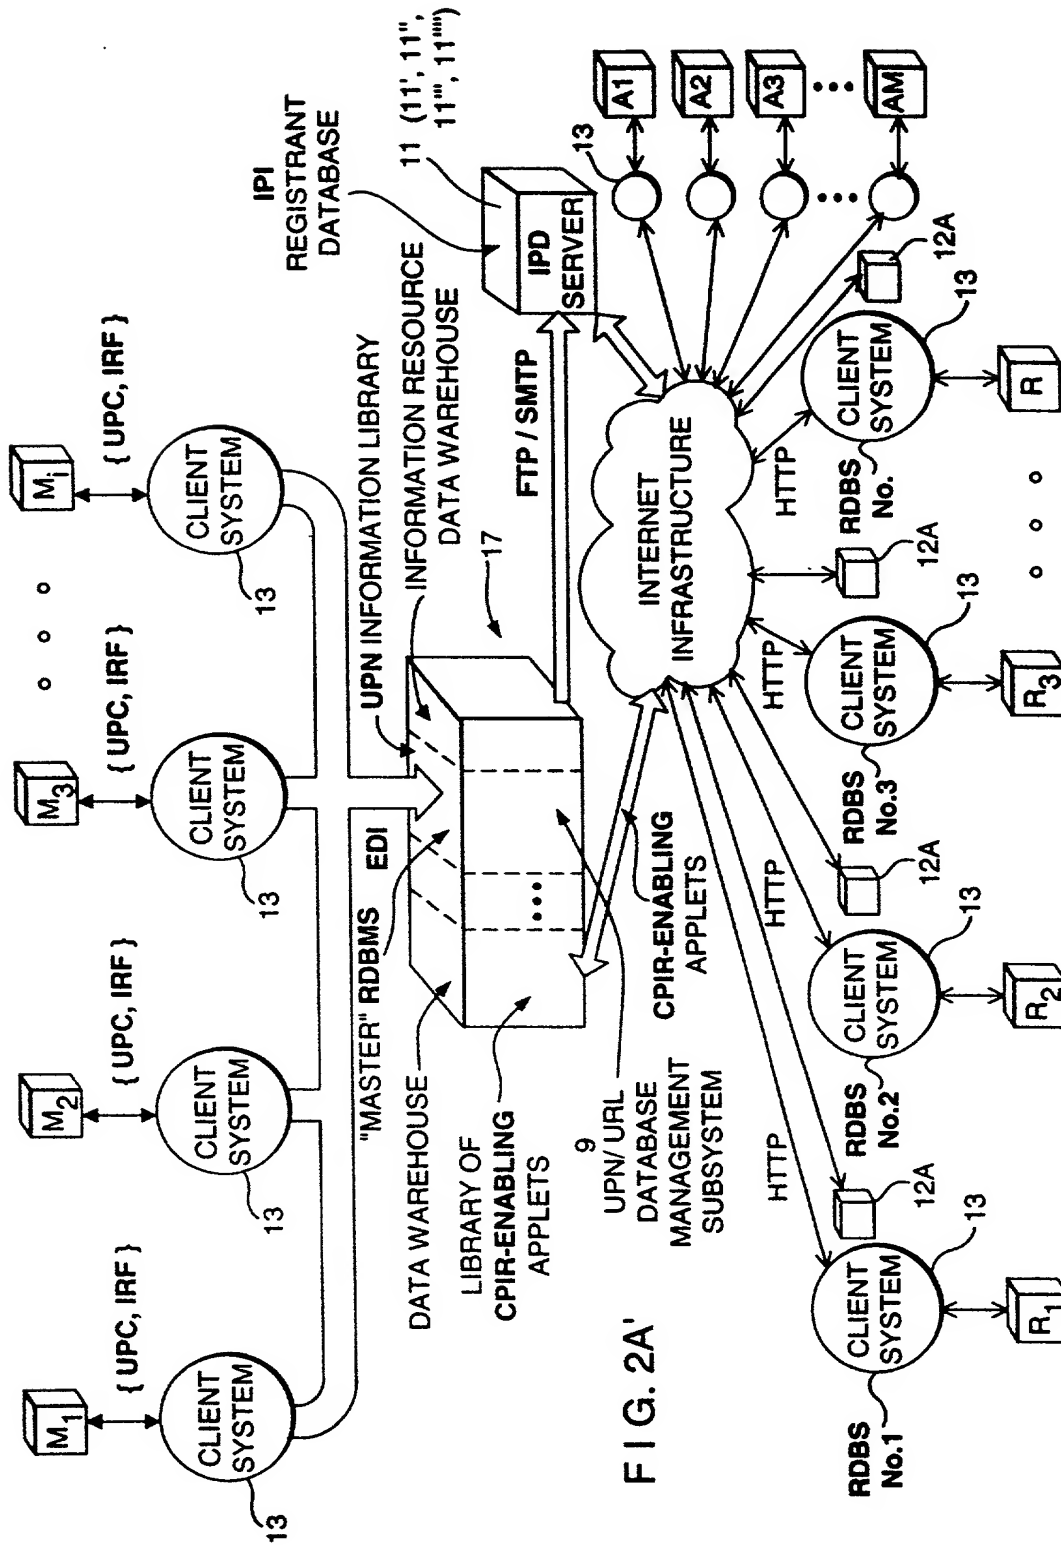 M1
M2
M3
Mi
{ UPC, IRF }
{ UPC, IRF }
{ UPC, IRF }
{ UPC, IRF }
CLIENT
SYSTEM
13
CLIENT
SYSTEM
13
CLIENT
SYSTEM
13
CLIENT
SYSTEM
13
EDI
"MASTER" RDBMS
DATA WAREHOUSE
LIBRARY OF
CPIR-ENABLING
APPLETS
UPN INFORMATION LIBRARY
INFORMATION RESOURCE
DATA WAREHOUSE
17
IPI
REGISTRANT
DATABASE
11 (11', 11",
11''', 11'''')
IPD
SERVER
FTP / SMTP
9
UPN/ URL
DATABASE
MANAGEMENT
SUBSYSTEM
CPIR-ENABLING
APPLETS
INTERNET
INFRASTRUCTURE
13
A1
A2
A3
AM
HTTP
HTTP
HTTP
HTTP
12A
12A
12A
12A
RDBS
No.1
CLIENT
SYSTEM
13
R1
RDBS
No.2
CLIENT
SYSTEM
13
R2
RDBS
No.3
CLIENT
SYSTEM
13
R3
RDBS
No.
CLIENT
SYSTEM
13
R
FIG. 2A'